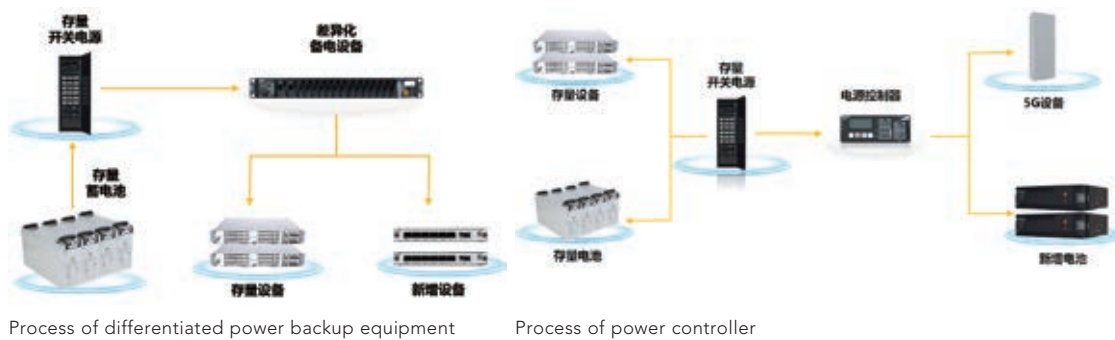 存量
开关电源
差异化
备电设备
存量
蓄电池
存量设备
新增设备
Process of differentiated power backup equipment
存量设备
存量
开关电源
电源控制器
5G设备
存量电池
新增电池
Process of power controller